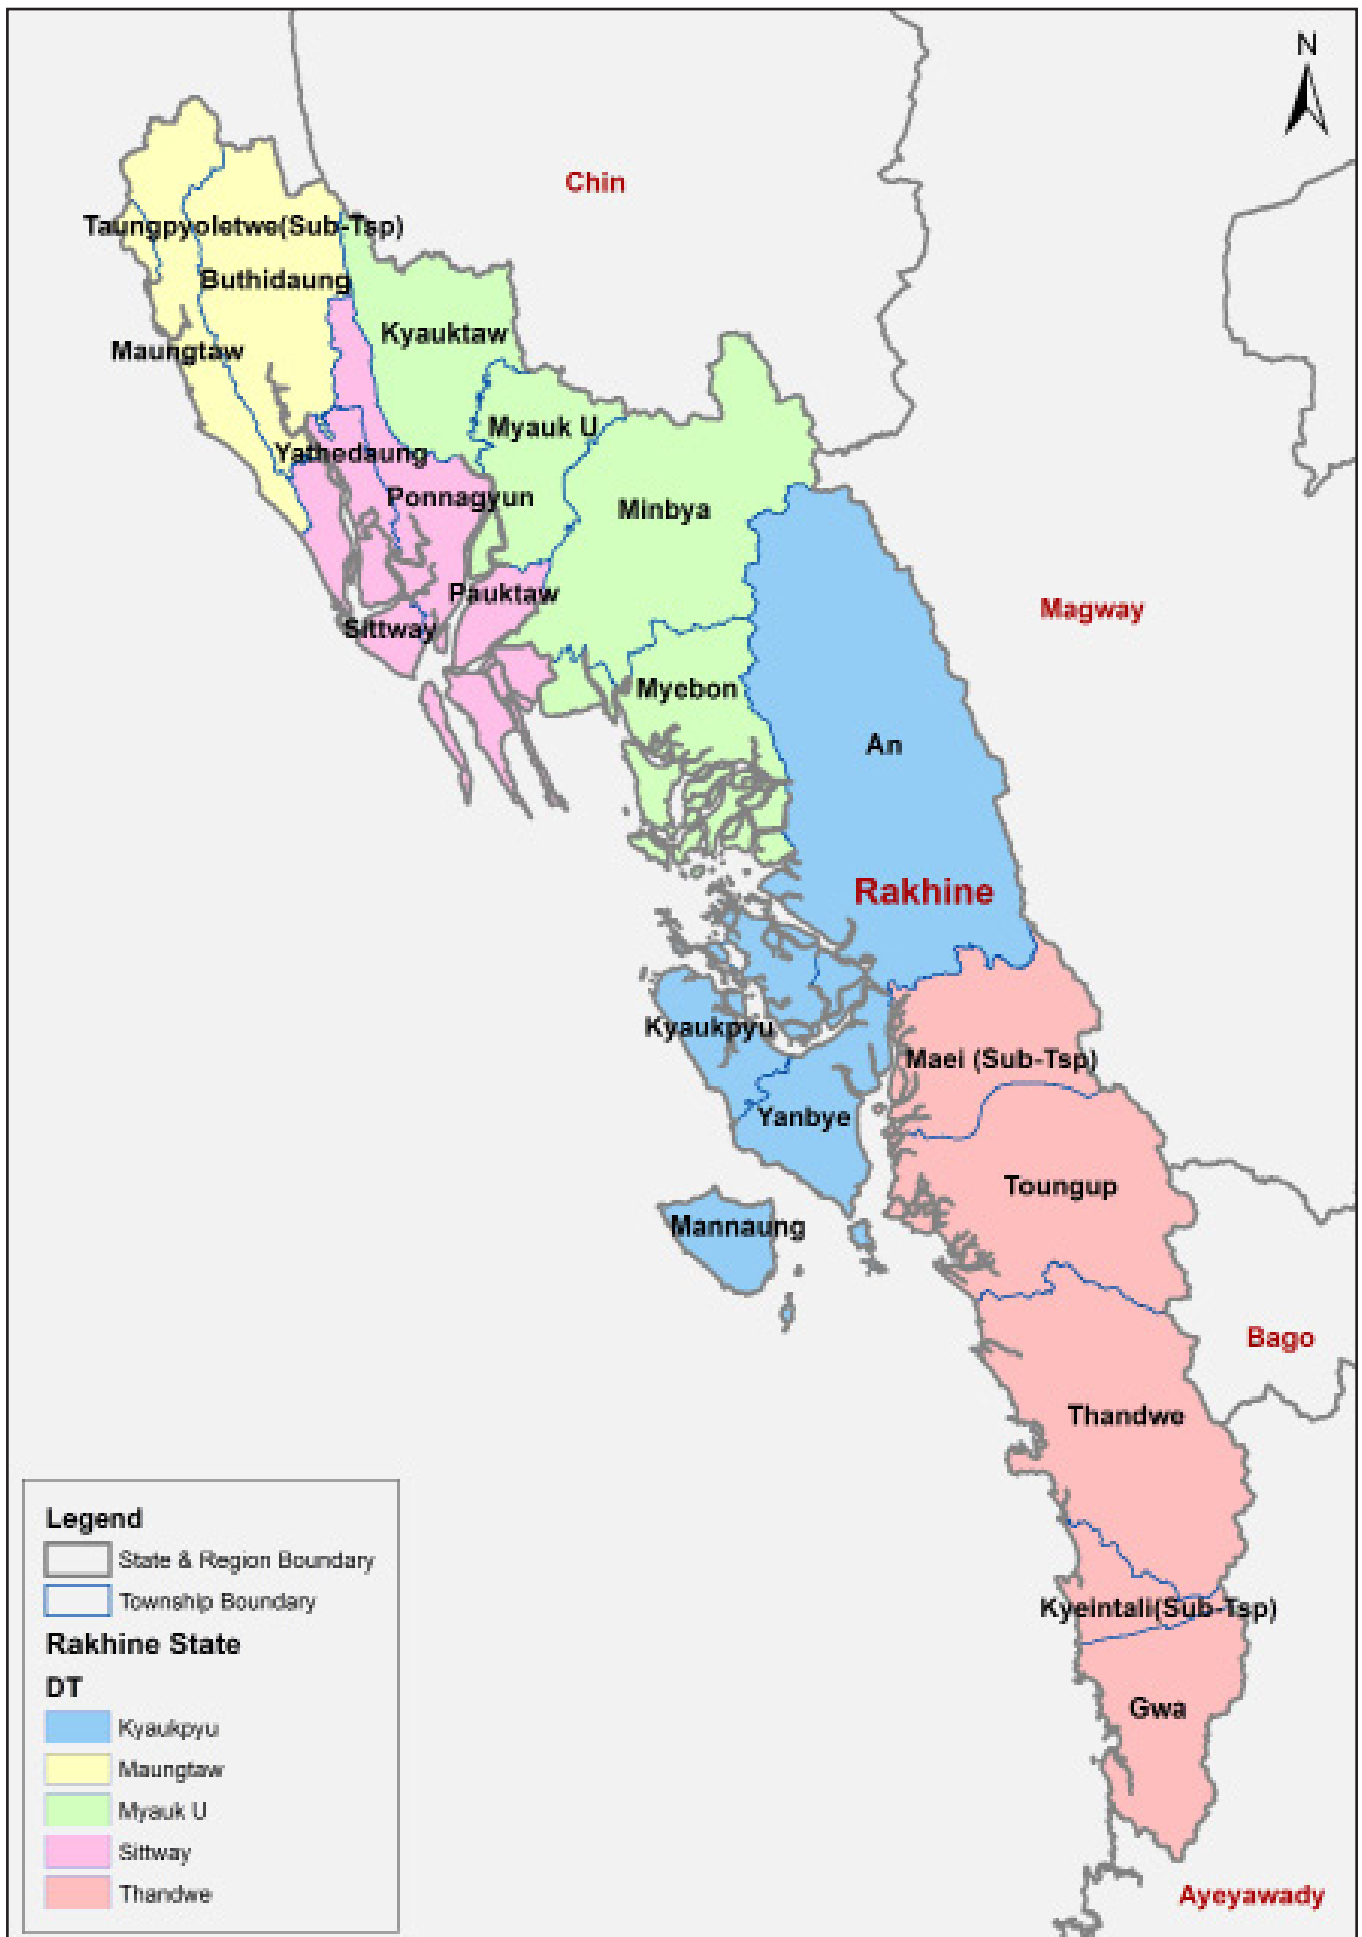 N
Chin
Taungpyoletwe(Sub-Tsp)
Buthidaung
Kyauktaw
Maungtaw
Myauk U
Yathedaung
Ponnagyun
Minbya
Pauktaw
Magway
Sittway
Myebon
An
Rakhine
Kyaukpyu
Maei (Sub-Tsp)
Yanbye
Toungup
Mannaung
Bago
Thandwe
Kyeintali(Sub-Tsp)
Gwa
Ayeyawady
Legend
State & Region Boundary
Township Boundary
Rakhine State
DT
Kyaukpyu
Maungtaw
Myauk U
Sittway
Thandwe